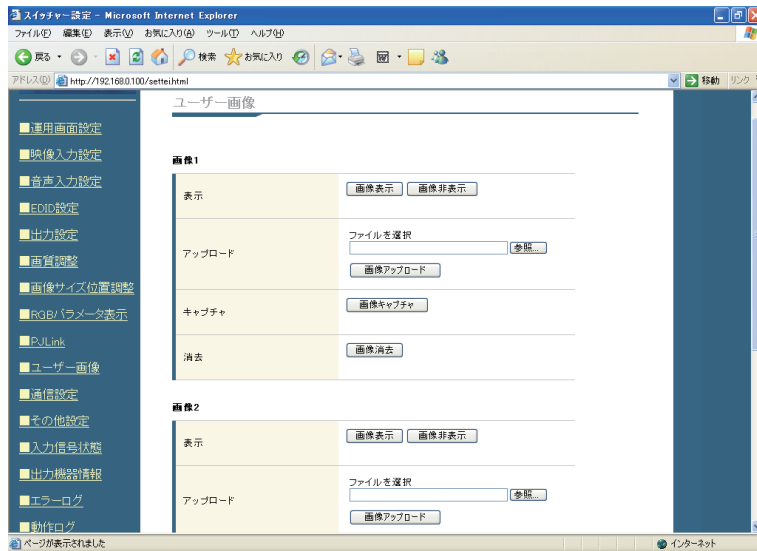 スイッチャー設定 - Microsoft Internet Explorer
ファイル(F) 編集(E) 表示(V) お気に入り(A) ツール(T) ヘルプ(H)
戻る 検索 お気に入り
アドレス(D) http://192.168.0.100/settei.html 移動 リンク
ユーザー画像
■運用画面設定
■映像入力設定
■音声入力設定
■EDID設定
■出力設定
■画質調整
■画像サイズ位置調整
■RGBパラメータ表示
■PJLink
■ユーザー画像
■通信設定
■その他設定
■入力信号状態
■出力機器情報
■エラーログ
■動作ログ
画像1
表示 画像表示 画像非表示
ファイルを選択
アップロード 参照...
画像アップロード
キャプチャ 画像キャプチャ
消去 画像消去
画像2
表示 画像表示 画像非表示
ファイルを選択
アップロード 参照...
画像アップロード
ページが表示されました インターネット